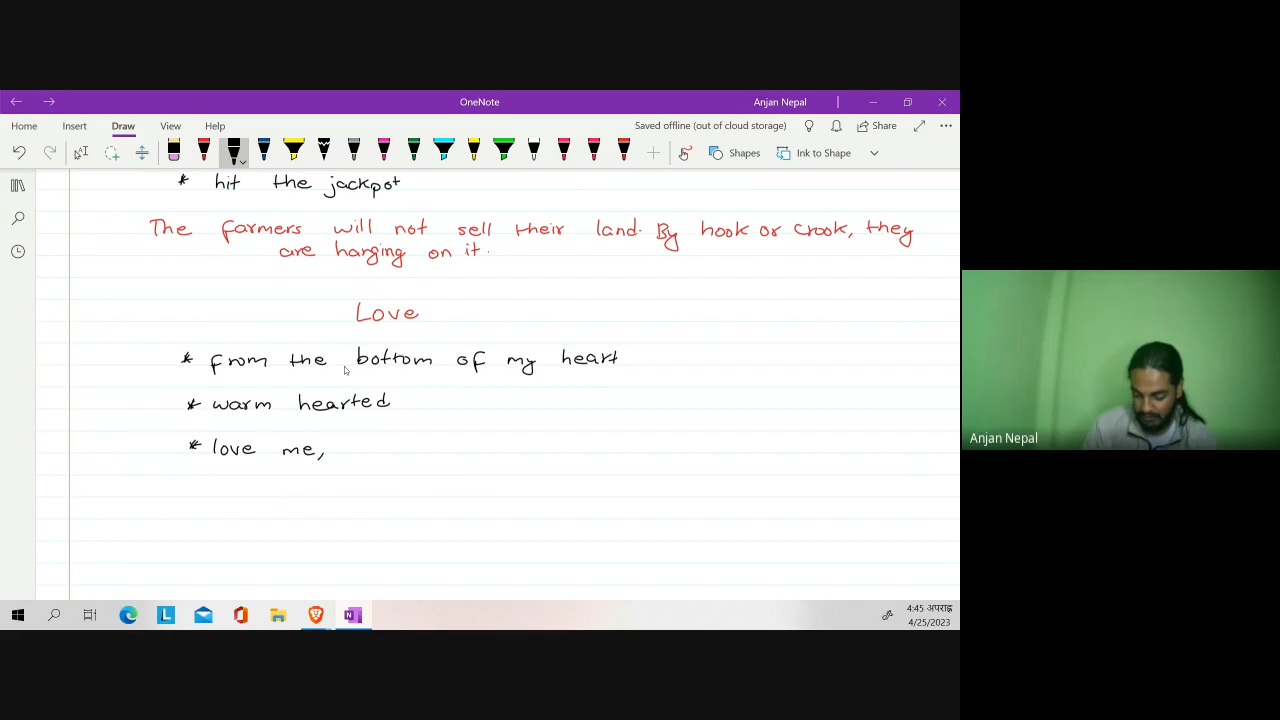 OneNote
Anjan Nepal
Home Insert Draw View Help
Saved offline (out of cloud storage)
Share
Shapes
Ink to Shape
* hit the jackpot
The farmers will not sell their land. By hook or crook, they
are hanging on it.
Love
* from the bottom of my heart
* warm hearted
* love me,
Anjan Nepal
4:45 अपराह्न
4/25/2023